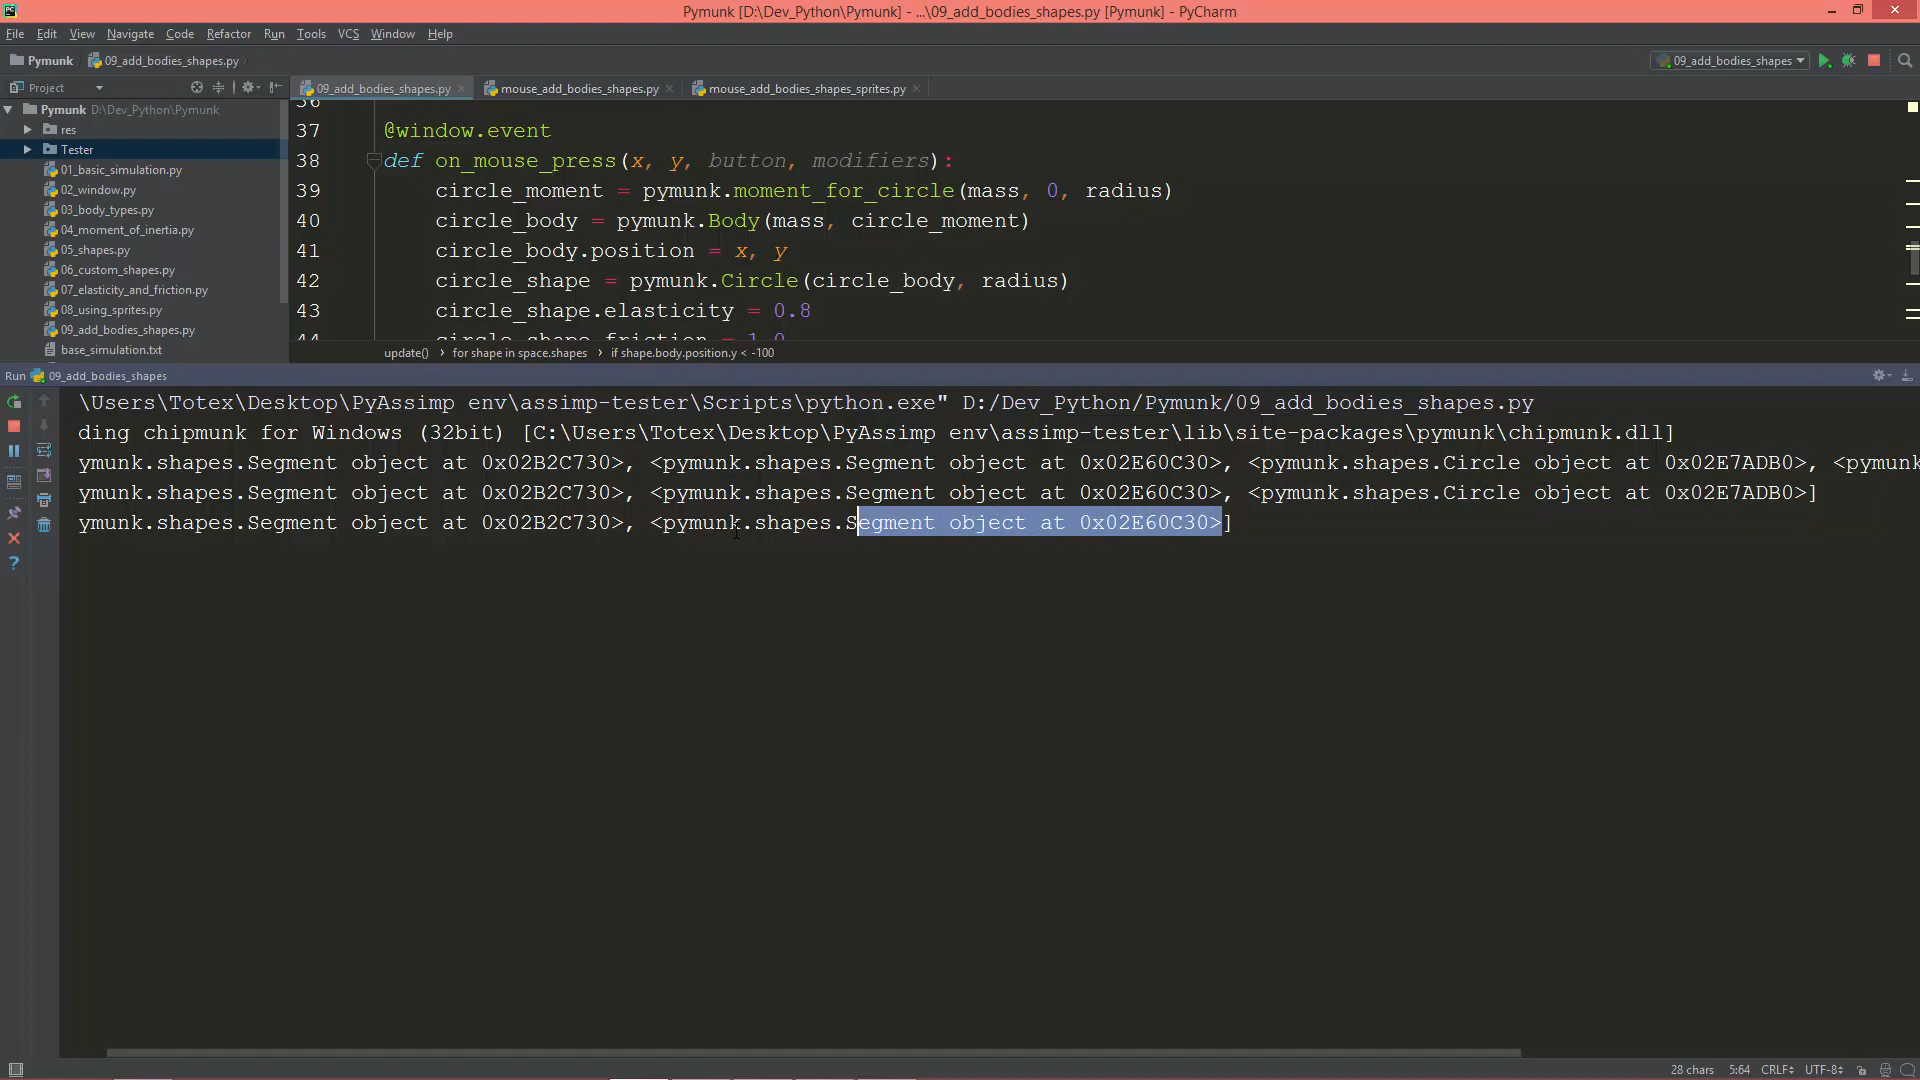 Pymunk [D:\Dev_Python\Pymunk] - ...\09_add_bodies_shapes.py [Pymunk] - PyCharm
File Edit View Navigate Code Refactor Run Tools VCS Window Help
Pymunk 09_add_bodies_shapes.py 09_add_bodies_shapes
Project 09_add_bodies_shapes.py mouse_add_bodies_shapes.py mouse_add_bodies_shapes_sprites.py
Pymunk D:\Dev_Python\Pymunk
res
Tester
01_basic_simulation.py
02_window.py
03_body_types.py
04_moment_of_inertia.py
05_shapes.py
06_custom_shapes.py
07_elasticity_and_friction.py
08_using_sprites.py
09_add_bodies_shapes.py
base_simulation.txt
36
37 @window.event
38 def on_mouse_press(x, y, button, modifiers):
39 circle_moment = pymunk.moment_for_circle(mass, 0, radius)
40 circle_body = pymunk.Body(mass, circle_moment)
41 circle_body.position = x, y
42 circle_shape = pymunk.Circle(circle_body, radius)
43 circle_shape.elasticity = 0.8
44 circle_shape.friction = 1.0
update() for shape in space.shapes if shape.body.position.y < -100
Run 09_add_bodies_shapes
\Users\Totex\Desktop\PyAssimp env\assimp-tester\Scripts\python.exe" D:/Dev_Python/Pymunk/09_add_bodies_shapes.py
ding chipmunk for Windows (32bit) [C:\Users\Totex\Desktop\PyAssimp env\assimp-tester\lib\site-packages\pymunk\chipmunk.dll]
ymunk.shapes.Segment object at 0x02B2C730>, <pymunk.shapes.Segment object at 0x02E60C30>, <pymunk.shapes.Circle object at 0x02E7ADB0>, <pymunk
ymunk.shapes.Segment object at 0x02B2C730>, <pymunk.shapes.Segment object at 0x02E60C30>, <pymunk.shapes.Circle object at 0x02E7ADB0>]
ymunk.shapes.Segment object at 0x02B2C730>, <pymunk.shapes.Segment object at 0x02E60C30>]
28 chars 5:64 CRLF UTF-8